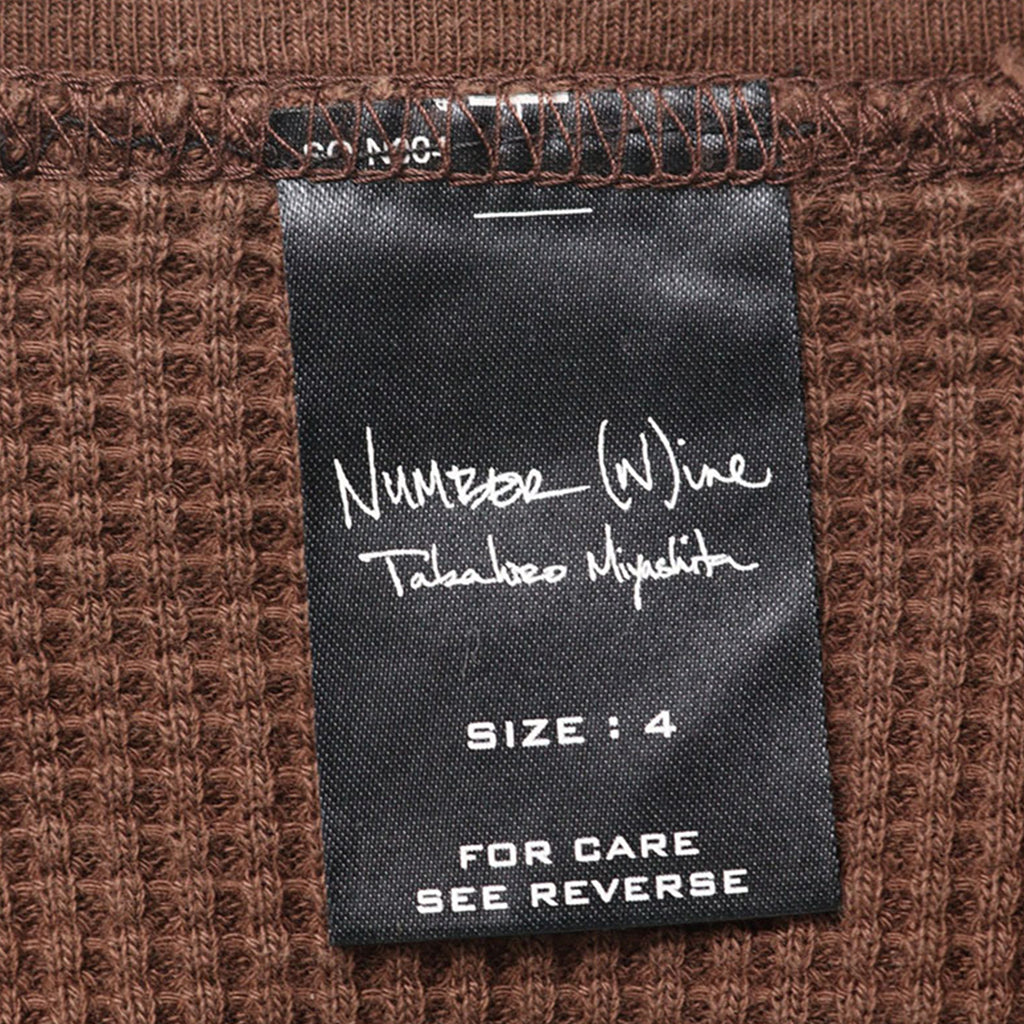 NUMBER (N)ine
Takahiro Miyashita
SIZE : 4
FOR CARE
SEE REVERSE